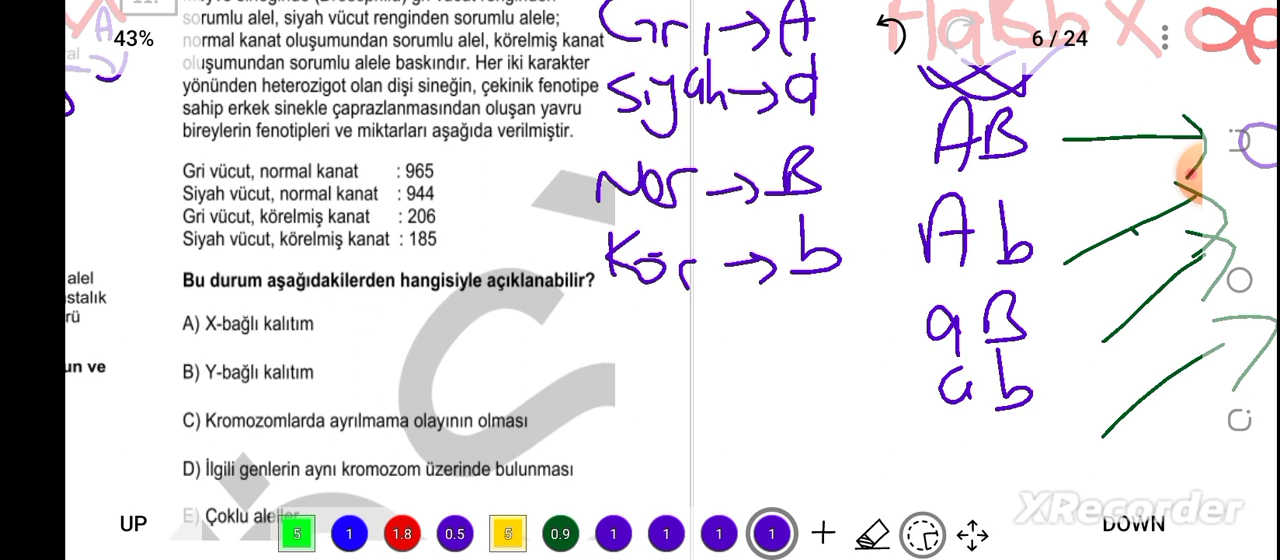 43%
6 / 24
sorumlu alel, siyah vücut renginden sorumlu alele;
normal kanat oluşumundan sorumlu alel, körelmiş kanat
oluşumundan sorumlu alele baskındır. Her iki karakter
yönünden heterozigot olan dişi sineğin, çekinik fenotipe
sahip erkek sinekle çaprazlanmasından oluşan yavru
bireylerin fenotipleri ve miktarları aşağıda verilmiştir.
Gri vücut, normal kanat : 965
Siyah vücut, normal kanat : 944
Gri vücut, körelmiş kanat : 206
Siyah vücut, körelmiş kanat : 185
Bu durum aşağıdakilerden hangisiyle açıklanabilir?
A) X-bağlı kalıtım
B) Y-bağlı kalıtım
C) Kromozomlarda ayrılmama olayının olması
D) İlgili genlerin aynı kromozom üzerinde bulunması
E) Çoklu aleller
alel
stalık
rü
un ve
Gri → A
Siyah → a
Nor → B
Kör → b
AaBb X
AB
Ab
aB
ab
UP
5 1 1.8 0.5 5 0.9 1 1 1 1
XRecorder
DOWN